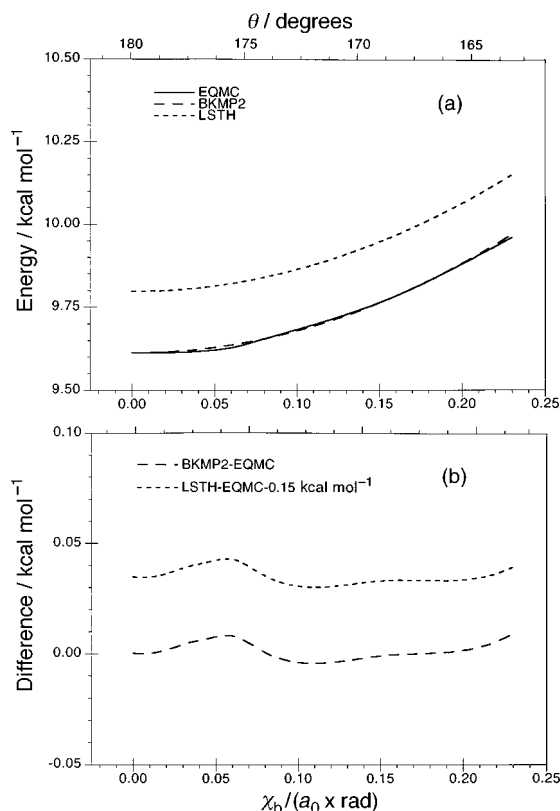 θ / degrees
180 175 170 165
10.50
10.25
10.00
9.75
9.50
Energy / kcal mol⁻¹
EQMC
BKMP2
LSTH
(a)
0.00 0.05 0.10 0.15 0.20 0.25
0.10
0.05
0.00
-0.05
Difference / kcal mol⁻¹
BKMP2-EQMC
LSTH-EQMC-0.15 kcal mol⁻¹
(b)
0.00 0.05 0.10 0.15 0.20 0.25
χb/(a₀ x rad)